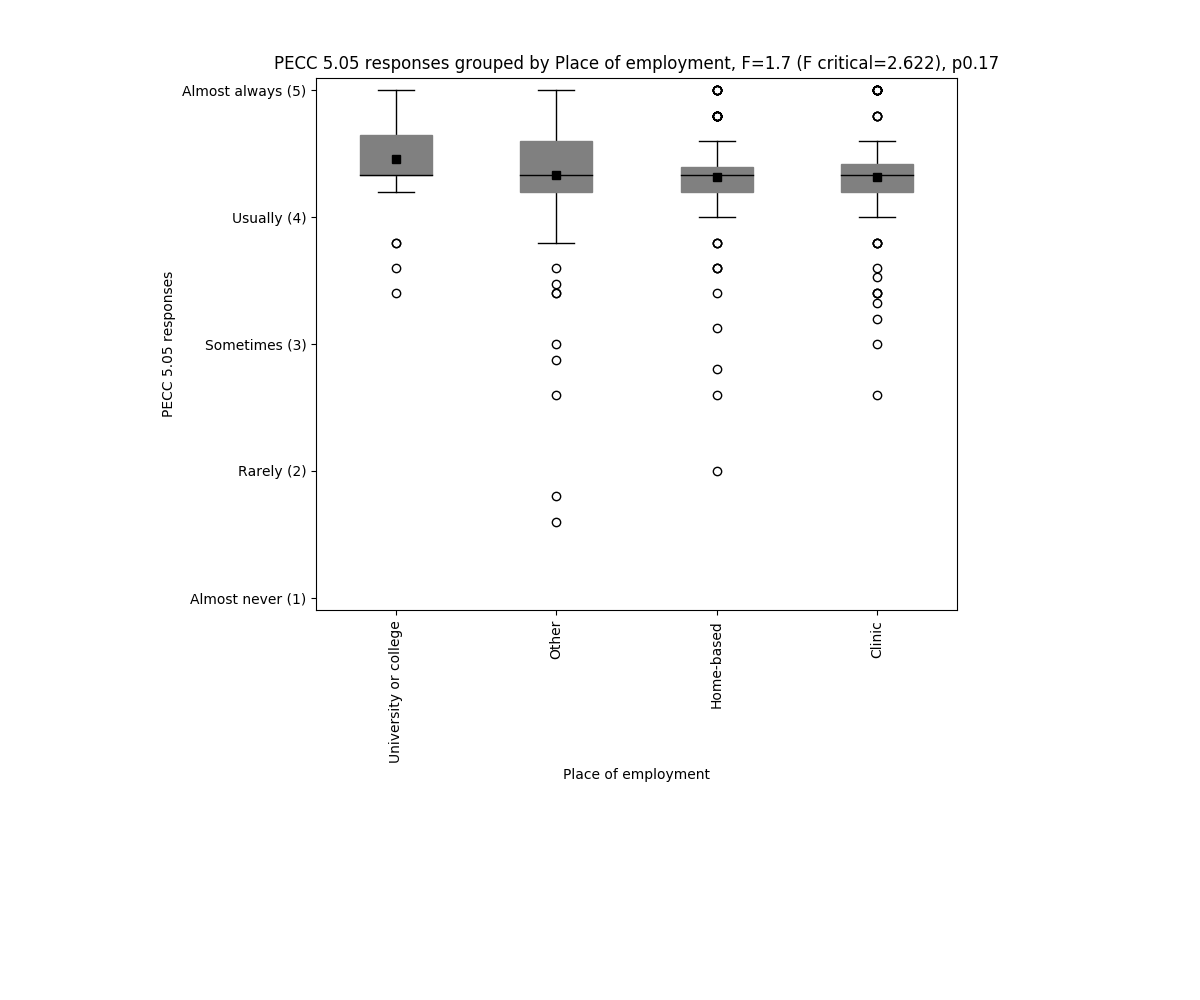 PECC 5.05 responses grouped by Place of employment, F=1.7 (F critical=2.622), p0.17
Almost always (5)
Usually (4)
Sometimes (3)
Rarely (2)
Almost never (1)
PECC 5.05 responses
University or college
Other
Home-based
Clinic
Place of employment